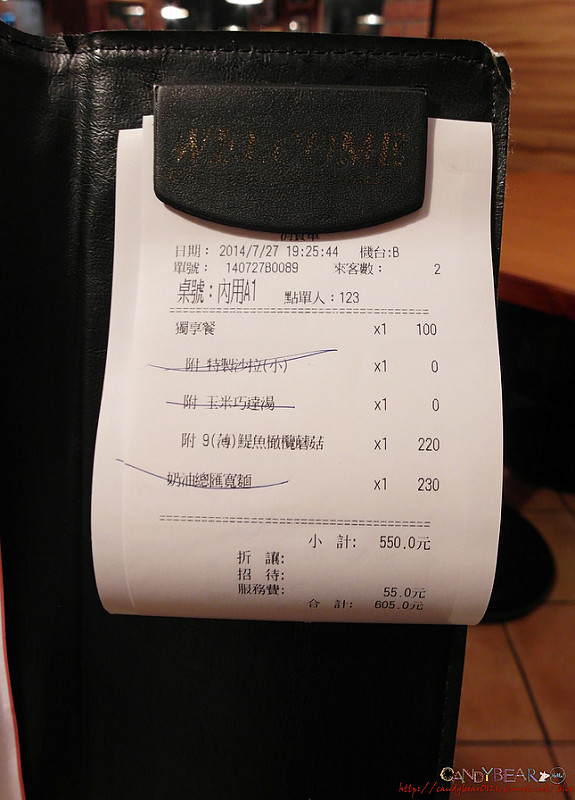 WELCOME
消費單
日期： 2014/7/27 19:25:44 機台:B
單號： 140727B0089 來客數： 2
桌號：內用A1 點單人：123
獨享餐 x1 100
附 特製沙拉(小) x1 0
附 玉米巧達湯 x1 0
附 9(薄)鯷魚橄欖蘑菇 x1 220
奶油總匯寬麵 x1 230
小 計: 550.0元
折 讓:
招 待:
服務費: 55.0元
合 計: 605.0元
CANDYBEAR